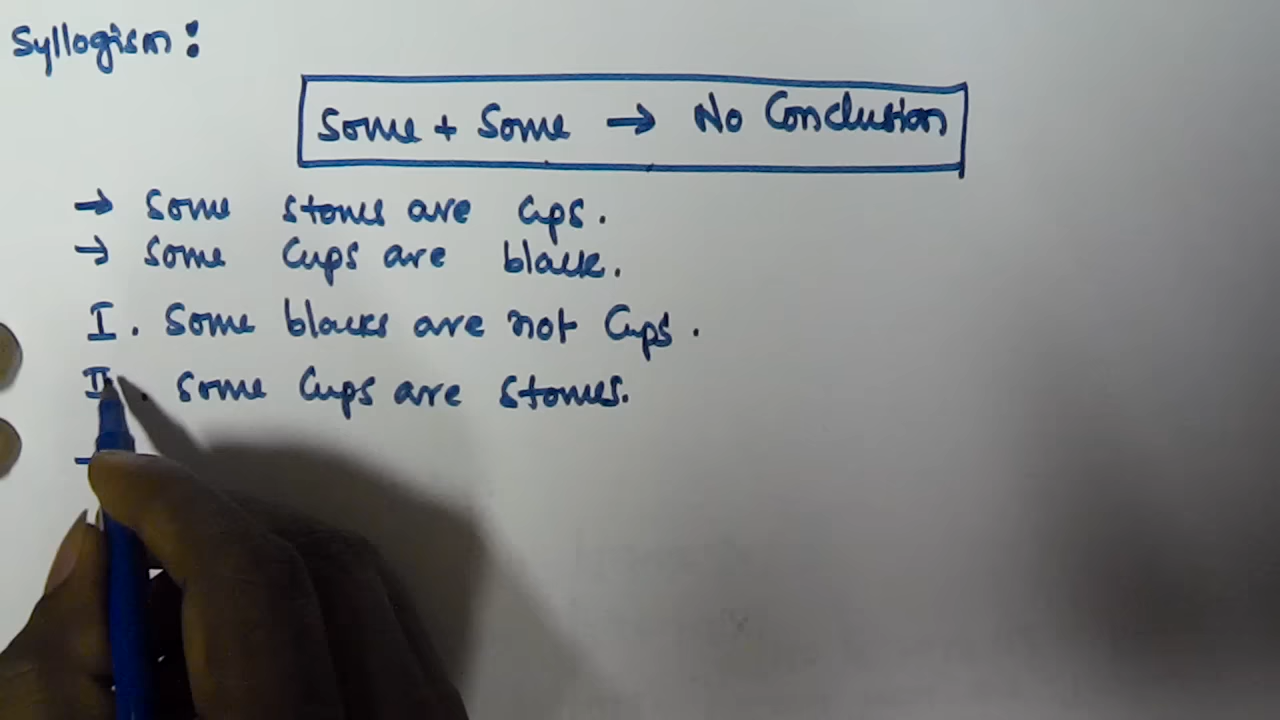 Syllogism:
Some + Some → No Conclusion
→ Some stones are Cups.
→ Some Cups are black.
I. Some blacks are not Cups.
II. Some Cups are stones.